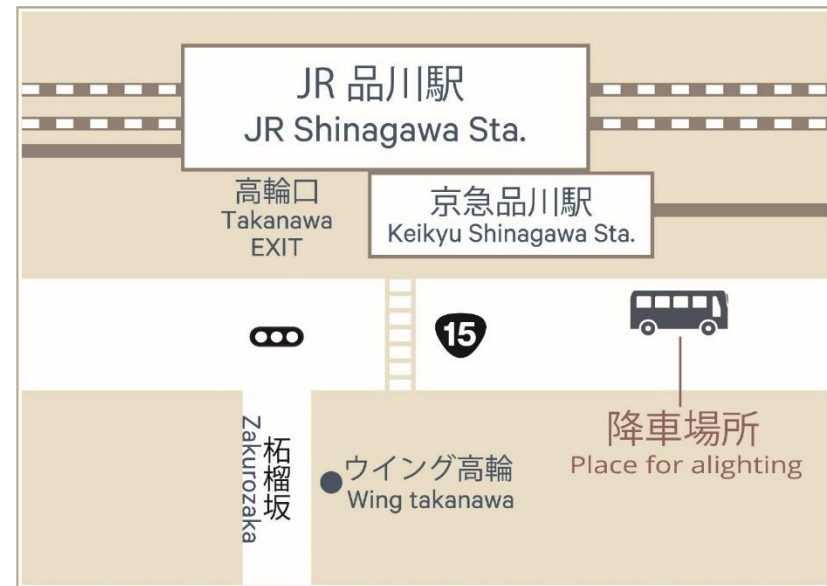 JR 品川駅
JR Shinagawa Sta.
高輪口
Takanawa
EXIT
京急品川駅
Keikyu Shinagawa Sta.
15
降車場所
Place for alighting
柘榴坂
Zakurozaka
ウイング高輪
Wing takanawa